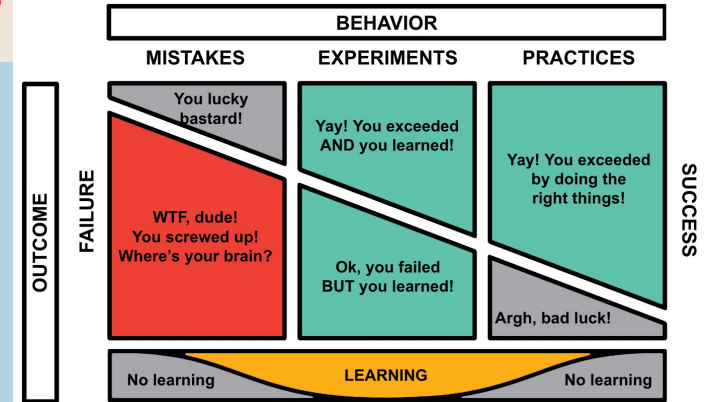 BEHAVIOR
MISTAKES
EXPERIMENTS
PRACTICES
OUTCOME
FAILURE
SUCCESS
You lucky
bastard!
WTF, dude!
You screwed up!
Where's your brain?
Yay! You exceeded
AND you learned!
Ok, you failed
BUT you learned!
Yay! You exceeded
by doing the
right things!
Argh, bad luck!
No learning
LEARNING
No learning